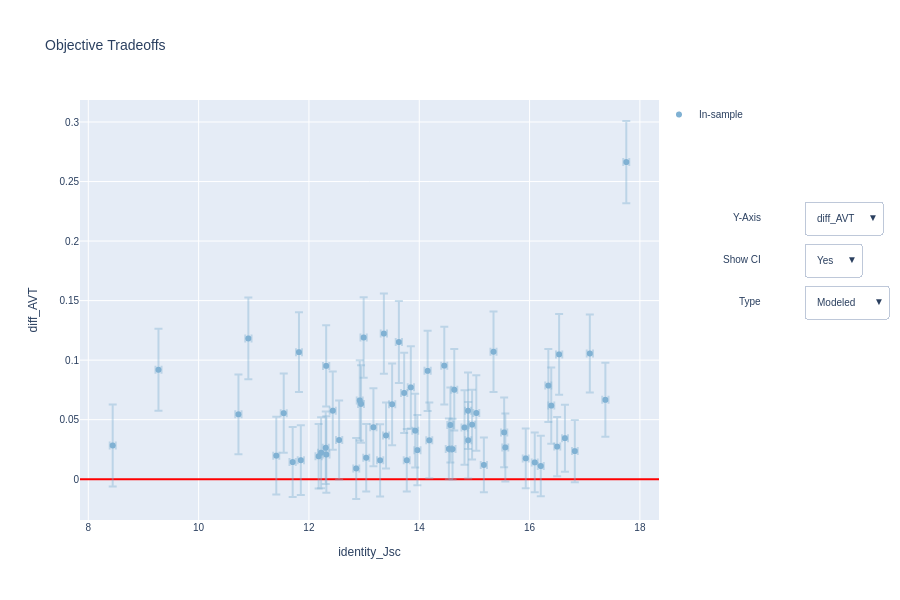 Objective Tradeoffs
In-sample
0.3
0.25
0.2
0.15
0.1
0.05
0
diff_AVT
8
10
12
14
16
18
identity_Jsc
Y-Axis
diff_AVT ▼
Show CI
Yes ▼
Type
Modeled ▼